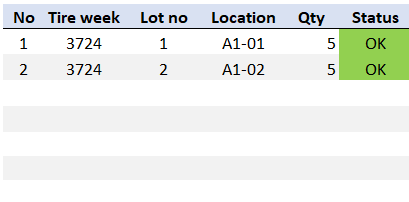 No Tire week Lot no Location Qty Status
1 3724 1 A1-01 5 OK
2 3724 2 A1-02 5 OK